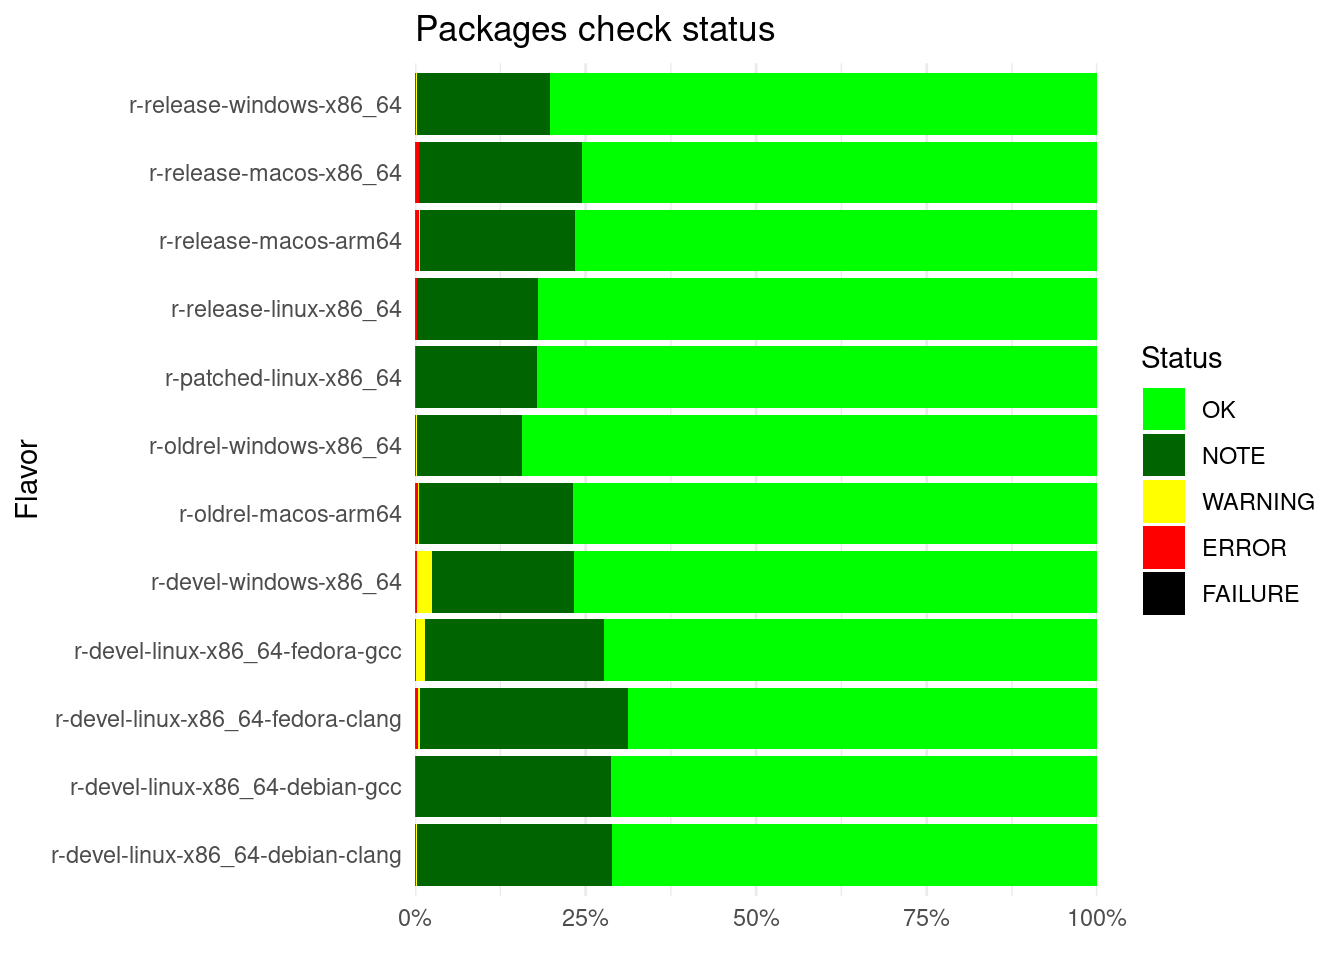 Packages check status
Flavor
r-release-windows-x86_64
r-release-macos-x86_64
r-release-macos-arm64
r-release-linux-x86_64
r-patched-linux-x86_64
r-oldrel-windows-x86_64
r-oldrel-macos-arm64
r-devel-windows-x86_64
r-devel-linux-x86_64-fedora-gcc
r-devel-linux-x86_64-fedora-clang
r-devel-linux-x86_64-debian-gcc
r-devel-linux-x86_64-debian-clang
0% 25% 50% 75% 100%
Status
OK
NOTE
WARNING
ERROR
FAILURE